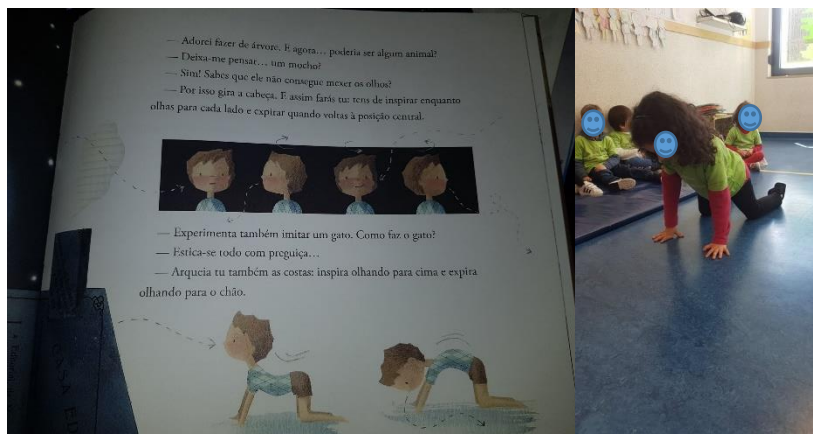 — Adorei fazer de árvore. E agora… poderia ser algum animal?
— Deixa-me pensar… um mocho?
— Sim! Sabes que ele não consegue mexer os olhos?
— Por isso gira a cabeça. E assim farás tu: tens de inspirar enquanto
olhas para cada lado e expirar quando voltas à posição central.
— Experimenta também imitar um gato. Como faz o gato?
— Estica-se todo com preguiça…
— Arqueia tu também as costas: inspira olhando para cima e expira
olhando para o chão.
CASA ED